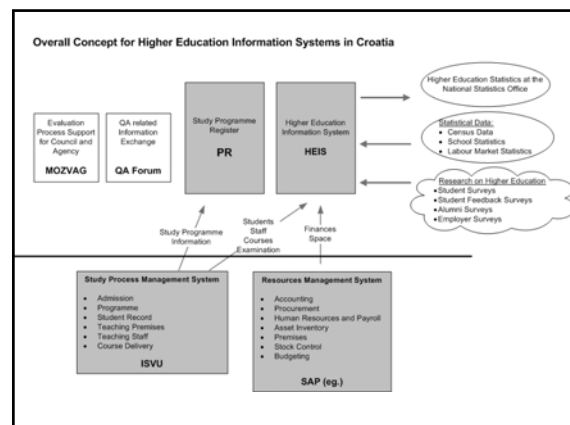 Overall Concept for Higher Education Information Systems in Croatia
Evaluation
Process Support
for Council and
Agency
MOZVAG
QA related
Information
Exchange
QA Forum
Study Programme
Register
PR
Higher Education
Information System
HEIS
Higher Education Statistics at the
National Statistics Office
Statistical Data:
• Census Data
• School Statistics
• Labour Market Statistics
Research on Higher Education
• Student Surveys
• Student Feedback Surveys
• Alumni Surveys
• Employer Surveys
Study Programme
Information
Students
Staff
Courses
Examination
Finances
Space
Study Process Management System
• Admission
• Programme
• Student Record
• Teaching Premises
• Teaching Staff
• Course Delivery
ISVU
Resources Management System
• Accounting
• Procurement
• Human Resources and Payroll
• Asset Inventory
• Premises
• Stock Control
• Budgeting
SAP (eg.)